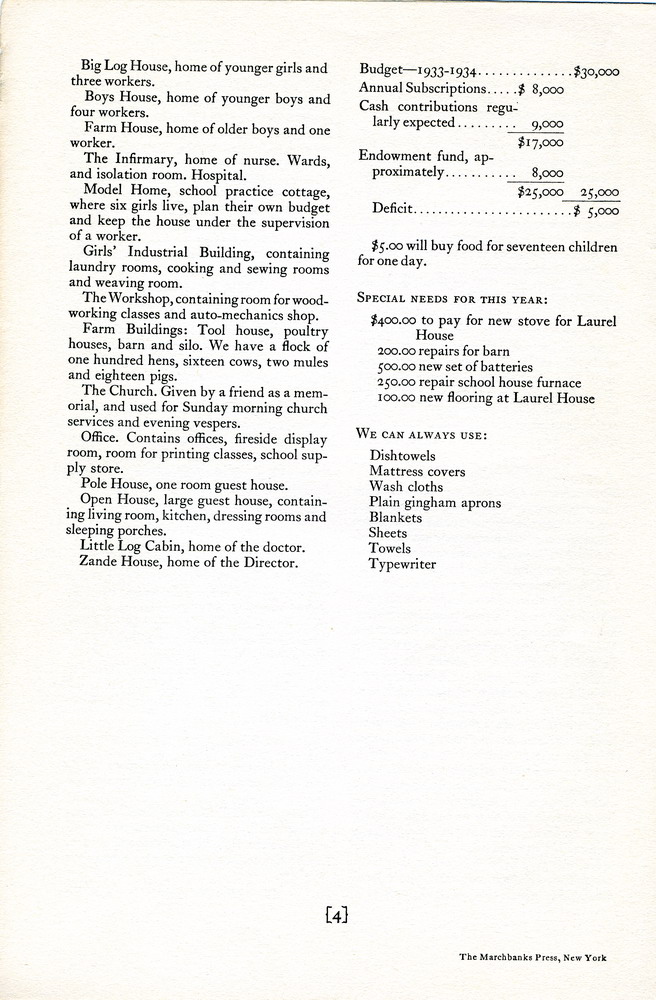 Big Log House, home of younger girls and
three workers.
Boys House, home of younger boys and
four workers.
Farm House, home of older boys and one
worker.
The Infirmary, home of nurse. Wards,
and isolation room. Hospital.
Model Home, school practice cottage,
where six girls live, plan their own budget
and keep the house under the supervision
of a worker.
Girls' Industrial Building, containing
laundry rooms, cooking and sewing rooms
and weaving room.
The Workshop, containing room for wood-
working classes and auto-mechanics shop.
Farm Buildings: Tool house, poultry
houses, barn and silo. We have a flock of
one hundred hens, sixteen cows, two mules
and eighteen pigs.
The Church. Given by a friend as a mem-
orial, and used for Sunday morning church
services and evening vespers.
Office. Contains offices, fireside display
room, room for printing classes, school sup-
ply store.
Pole House, one room guest house.
Open House, large guest house, contain-
ing living room, kitchen, dressing rooms and
sleeping porches.
Little Log Cabin, home of the doctor.
Zande House, home of the Director.
Budget—1933-1934..............$30,000
Annual Subscriptions.....$ 8,000
Cash contributions regu-
larly expected......... 9,000
$17,000
Endowment fund, ap-
proximately........... 8,000
$25,000 25,000
Deficit.......................$ 5,000
$5.00 will buy food for seventeen children
for one day.
SPECIAL NEEDS FOR THIS YEAR:
$400.00 to pay for new stove for Laurel
House
200.00 repairs for barn
500.00 new set of batteries
250.00 repair school house furnace
100.00 new flooring at Laurel House
WE CAN ALWAYS USE:
Dishtowels
Mattress covers
Wash cloths
Plain gingham aprons
Blankets
Sheets
Towels
Typewriter
[4]
The Marchbanks Press, New York